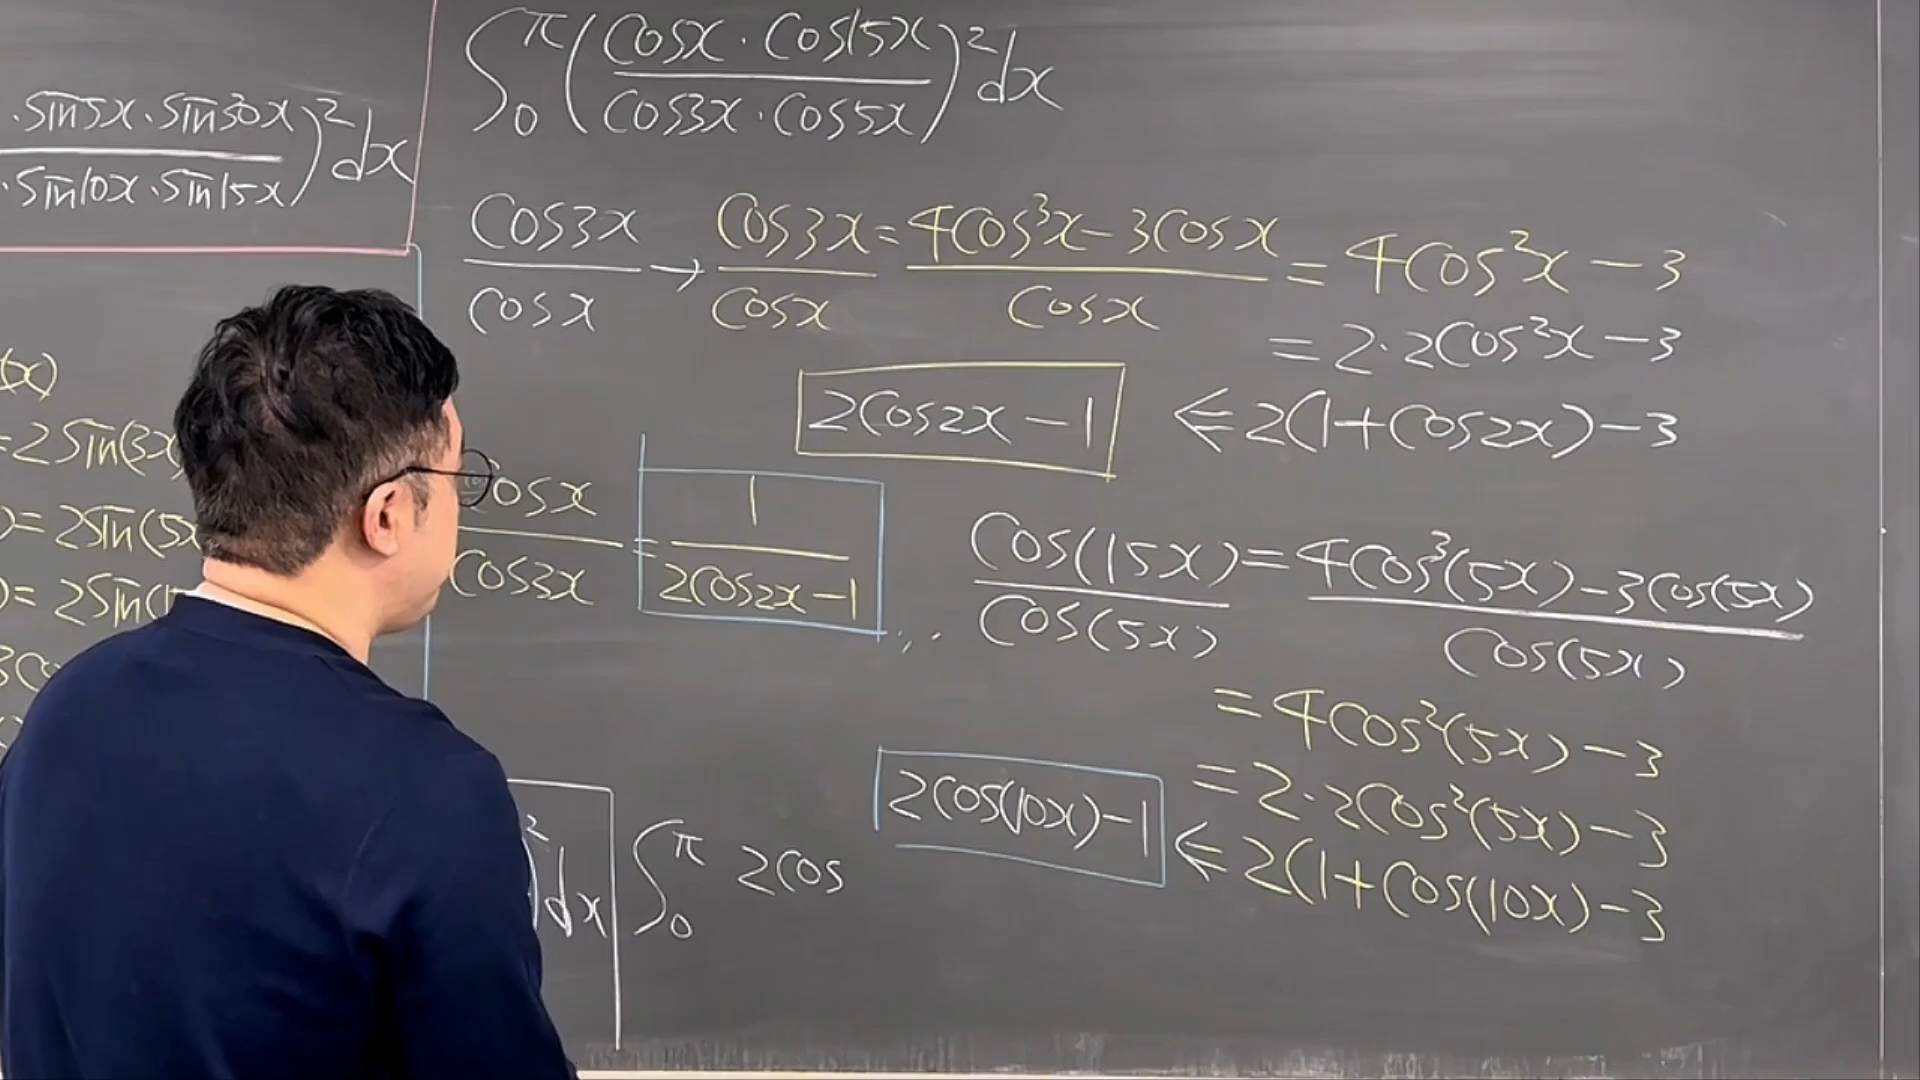 ∫₀^π (cosx · cos15x / cos3x · cos5x)² dx
· sin5x · sin30x / · sin10x · sin15x )² dx
cos3x / cosx → cos3x / cosx = 4cos³x - 3cosx / cosx = 4cos²x - 3
= 2·2cos²x - 3
2cos2x - 1 ⇐ 2(1+cos2x) - 3
(x)
= 2sin(3x
) = 2sin(5x
) = 2sin(1
cosx / cos3x = 1 / 2cos2x - 1
∴ cos(15x) / cos(5x) = 4cos³(5x) - 3cos(5x) / cos(5x)
= 4cos²(5x) - 3
= 2·2cos²(5x) - 3
2cos(10x) - 1 ⇐ 2(1+cos(10x) - 3
)² dx
∫₀^π 2cos